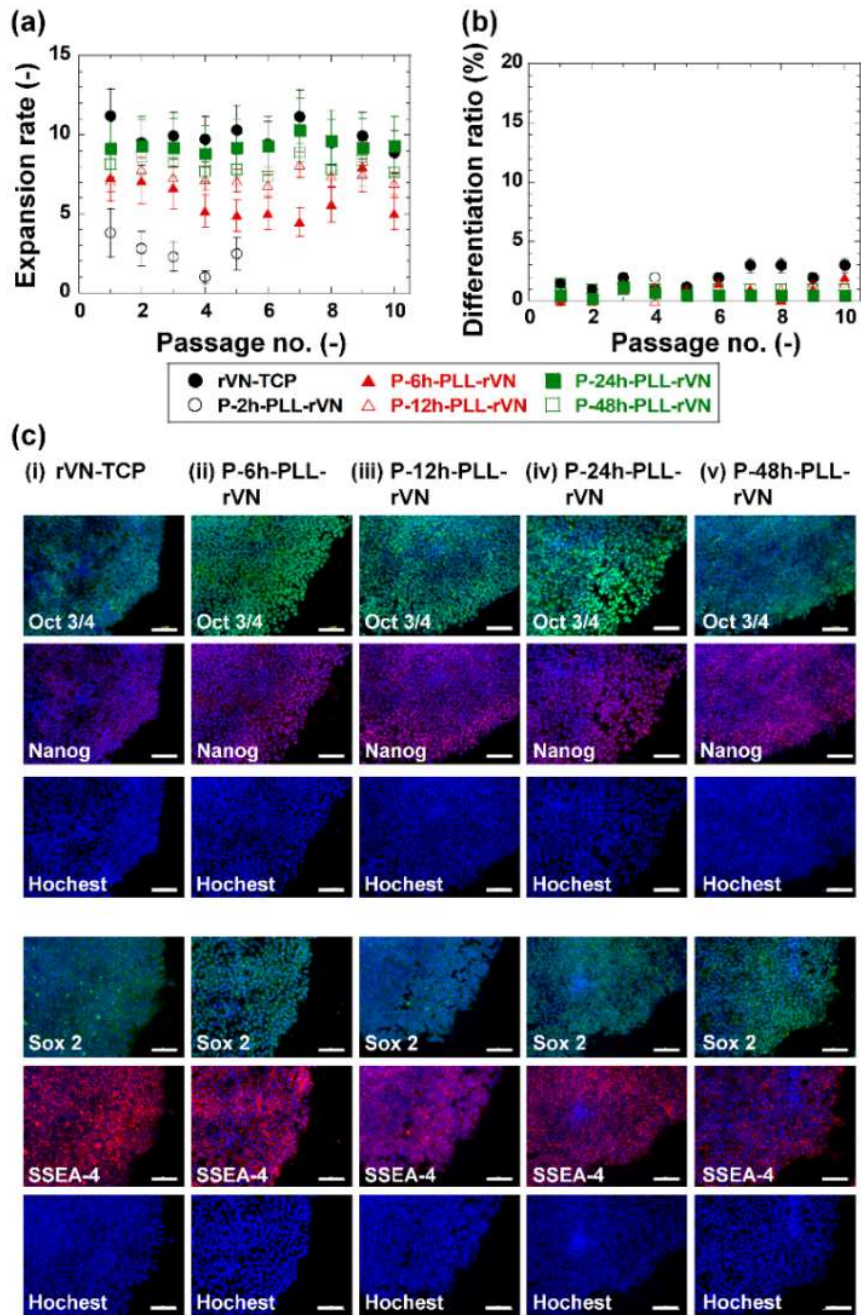 (a)
Expansion rate (-)
15
10
5
0
0 2 4 6 8 10
Passage no. (-)
(b)
Differentiation ratio (%)
20
15
10
5
0
0 2 4 6 8 10
Passage no. (-)
rVN-TCP P-6h-PLL-rVN P-24h-PLL-rVN
P-2h-PLL-rVN P-12h-PLL-rVN P-48h-PLL-rVN
(c)
(i) rVN-TCP (ii) P-6h-PLL- (iii) P-12h-PLL- (iv) P-24h-PLL- (v) P-48h-PLL-
rVN rVN rVN rVN
Oct 3/4 Oct 3/4 Oct 3/4 Oct 3/4 Oct 3/4
Nanog Nanog Nanog Nanog Nanog
Hochest Hochest Hochest Hochest Hochest
Sox 2 Sox 2 Sox 2 Sox 2 Sox 2
SSEA-4 SSEA-4 SSEA-4 SSEA-4 SSEA-4
Hochest Hochest Hochest Hochest Hochest